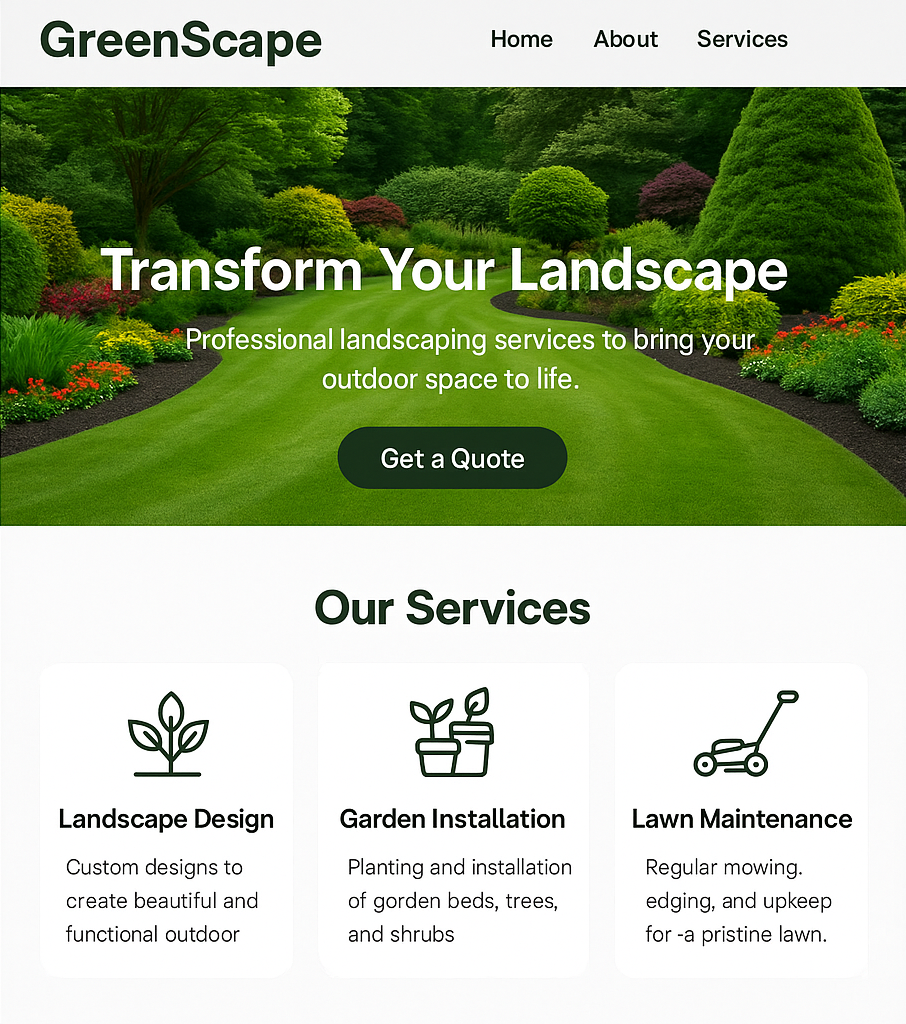 GreenScape
Home About Services
Transform Your Landscape
Professional landscaping services to bring your
outdoor space to life.
Get a Quote
Our Services
Landscape Design
Custom designs to
create beautiful and
functional outdoor
Garden Installation
Planting and installation
of gorden beds, trees,
and shrubs
Lawn Maintenance
Regular mowing.
edging, and upkeep
for -a pristine lawn.